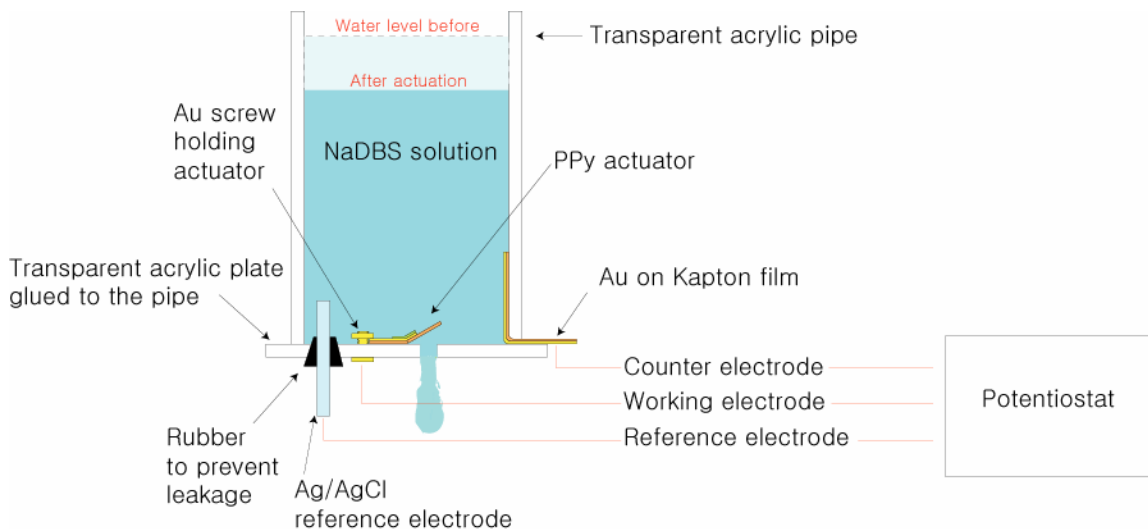 Water level before
Transparent acrylic pipe
After actuation
Au screw
holding
actuator
NaDBS solution
PPy actuator
Transparent acrylic plate
glued to the pipe
Au on Kapton film
Counter electrode
Working electrode
Reference electrode
Potentiostat
Rubber
to prevent
leakage
Ag/AgCl
reference electrode